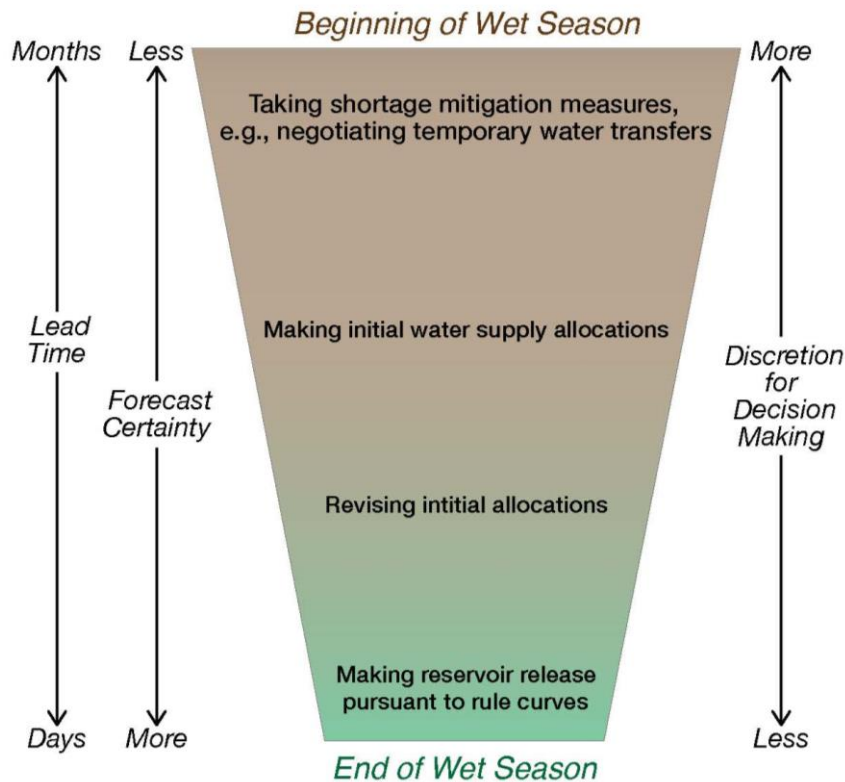 Beginning of Wet Season
Months
Less
More
Taking shortage mitigation measures,
e.g., negotiating temporary water transfers
Making initial water supply allocations
Lead
Time
Forecast
Certainty
Discretion
for
Decision
Making
Revising intitial allocations
Making reservoir release
pursuant to rule curves
Days
More
Less
End of Wet Season